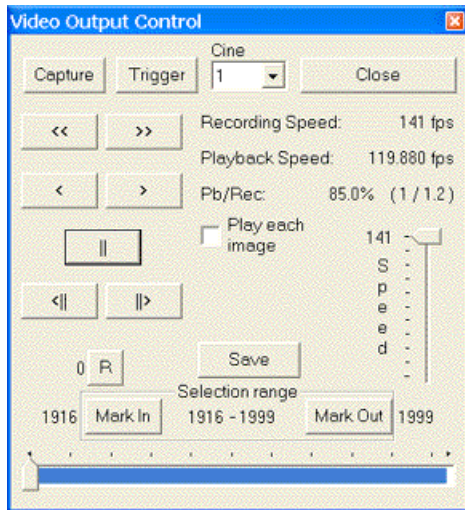 Video Output Control
Cine
Capture Trigger 1 Close
<< >> Recording Speed: 141 fps
Playback Speed: 119.880 fps
< > Pb/Rec: 85.0% (1 / 1.2)
|| Play each image 141
Speed
<|| ||>
0 R Save
Selection range
1916 Mark In 1916 - 1999 Mark Out 1999